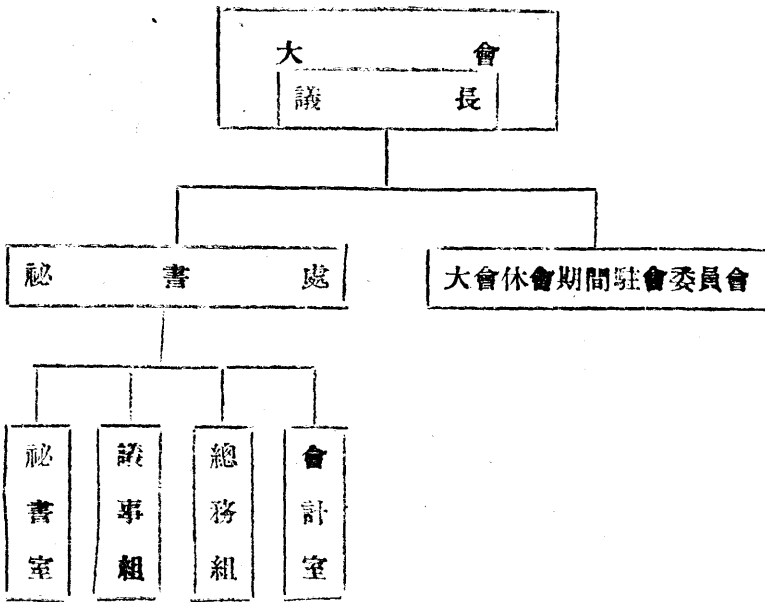 大會
議長
祕書處
大會休會期間駐會委員會
祕書室
議事組
總務組
會計室